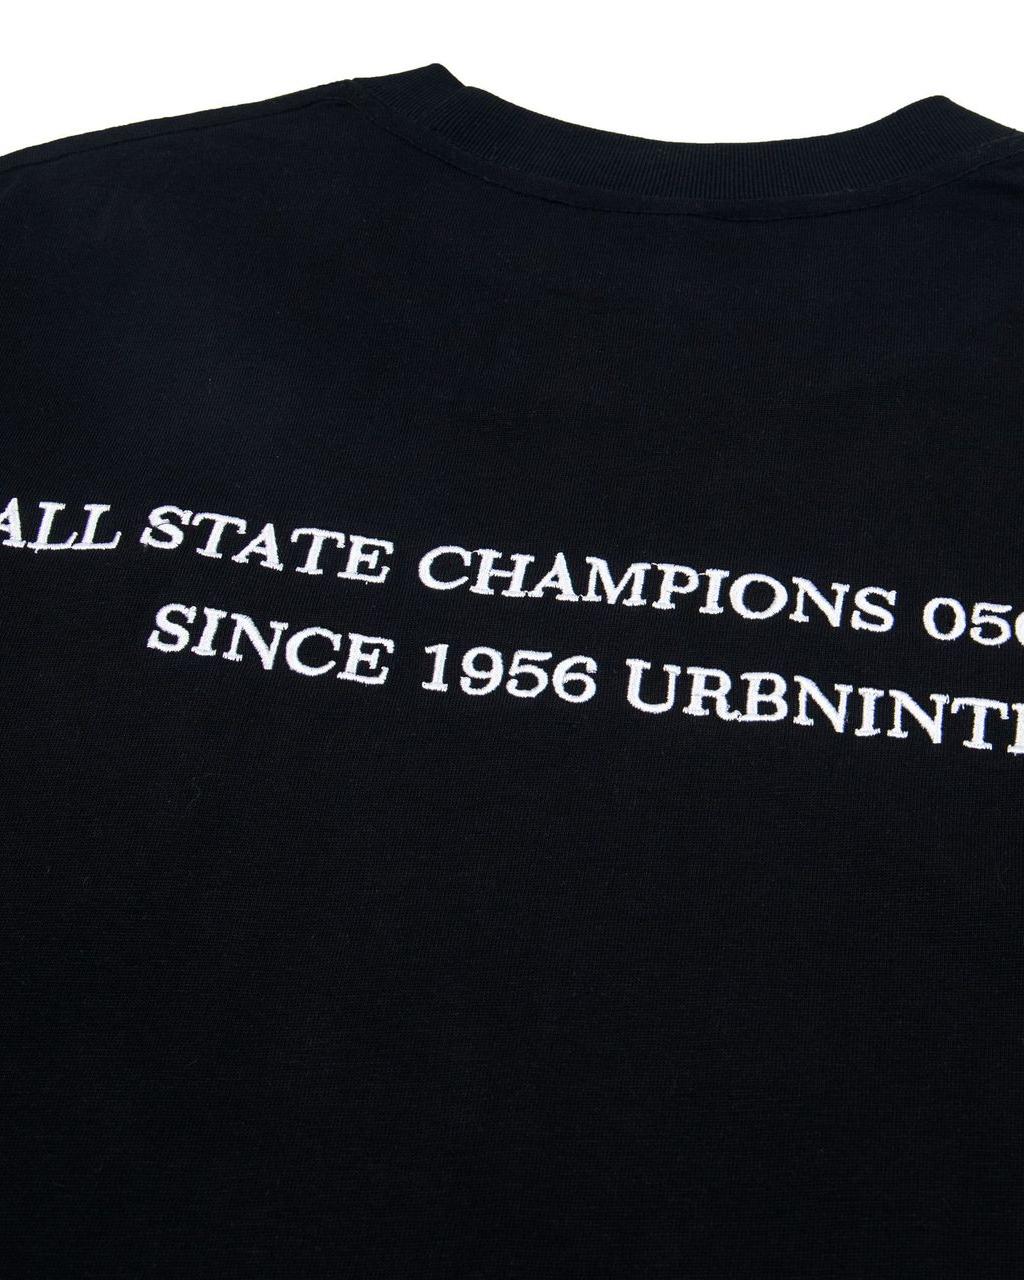 ALL STATE CHAMPIONS
SINCE 1956